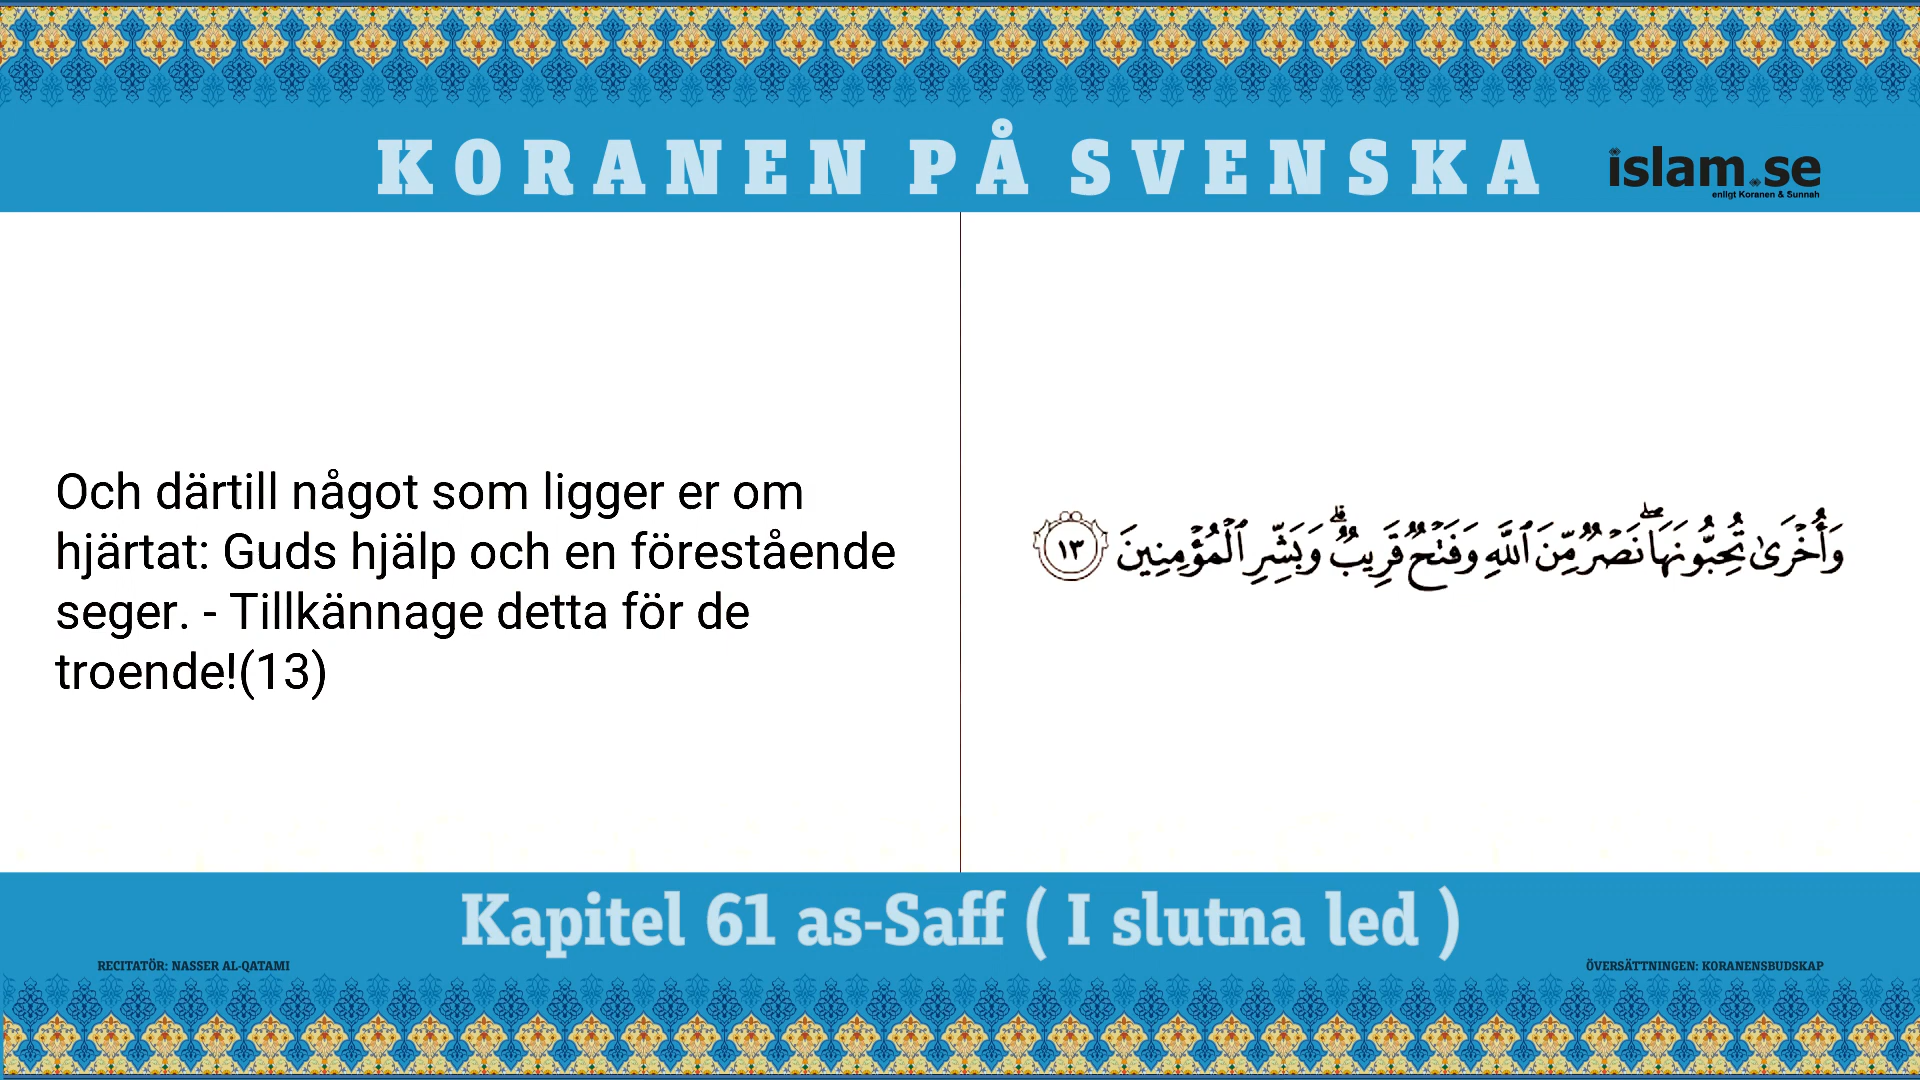 KORANEN PÅ SVENSKA
islam.se
enligt Koranen & Sunnah
Och därtill något som ligger er om
hjärtat: Guds hjälp och en förestående
seger. - Tillkännage detta för de
troende!(13)
وَأُخْرَىٰ تُحِبُّونَهَا ۖ نَصْرٌ مِّنَ ٱللَّهِ وَفَتْحٌ قَرِيبٌ ۗ وَبَشِّرِ ٱلْمُؤْمِنِينَ ١٣
Kapitel 61 as-Saff ( I slutna led )
RECITATÖR: NASSER AL-QATAMI
ÖVERSÄTTNINGEN: KORANENSBUDSKAP